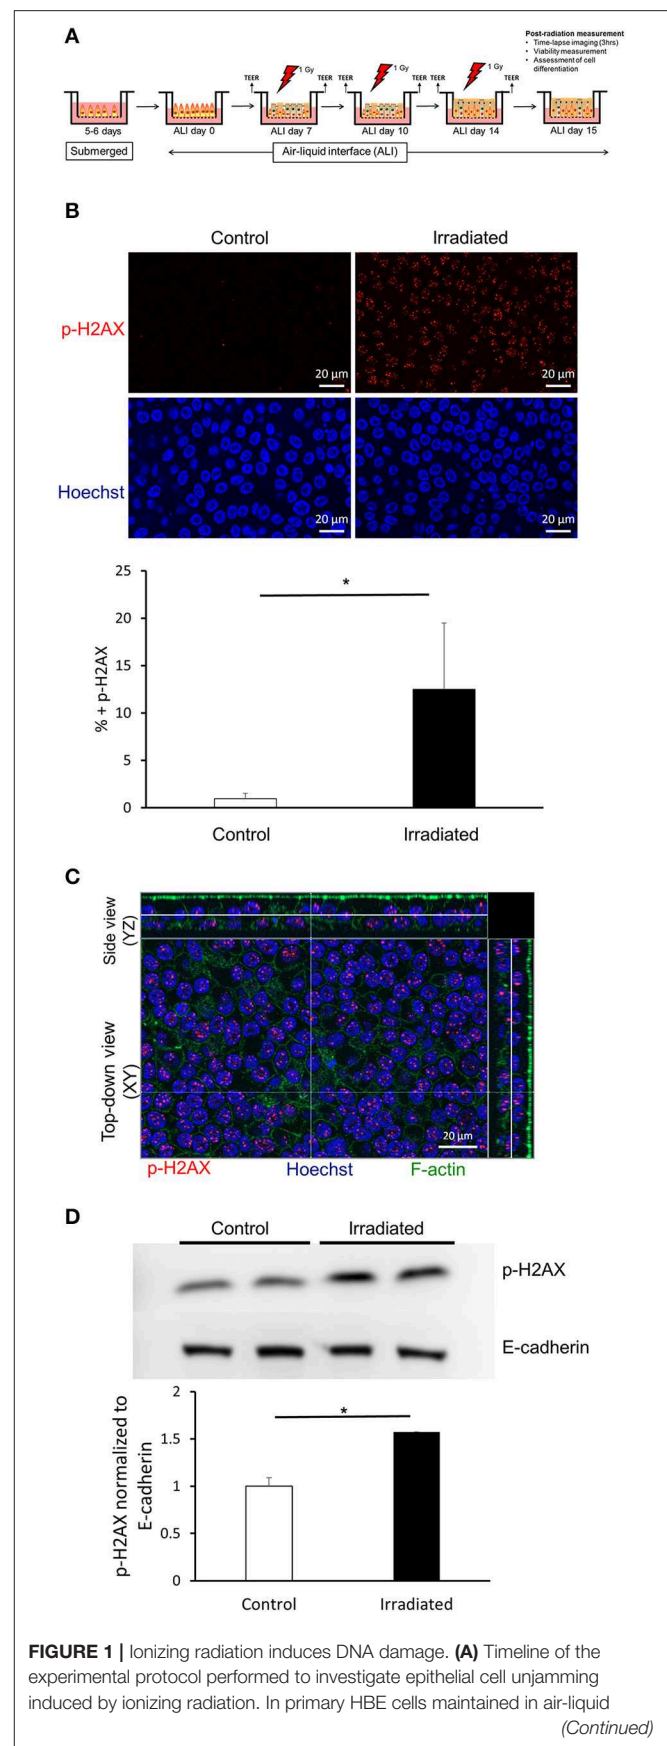 A
Post-radiation measurement
• Time-lapse imaging (3hrs)
• Viability measurement
• Assessment of cell
differentiation
TEER
1 Gy
TEER
TEER
1 Gy
TEER
TEER
1 Gy
TEER
5-6 days
ALI day 0
ALI day 7
ALI day 10
ALI day 14
ALI day 15
Submerged
Air-liquid interface (ALI)
B
Control
Irradiated
p-H2AX
20 µm
20 µm
Hoechst
20 µm
20 µm
25
20
15
10
5
0
% + p-H2AX
*
Control
Irradiated
C
Side view
(YZ)
Top-down view
(XY)
20 µm
p-H2AX
Hoechst
F-actin
D
Control
Irradiated
p-H2AX
E-cadherin
2
1.5
1
0.5
0
p-H2AX normalized to
E-cadherin
*
Control
Irradiated
FIGURE 1 | Ionizing radiation induces DNA damage. (A) Timeline of the
experimental protocol performed to investigate epithelial cell unjamming
induced by ionizing radiation. In primary HBE cells maintained in air-liquid
(Continued)